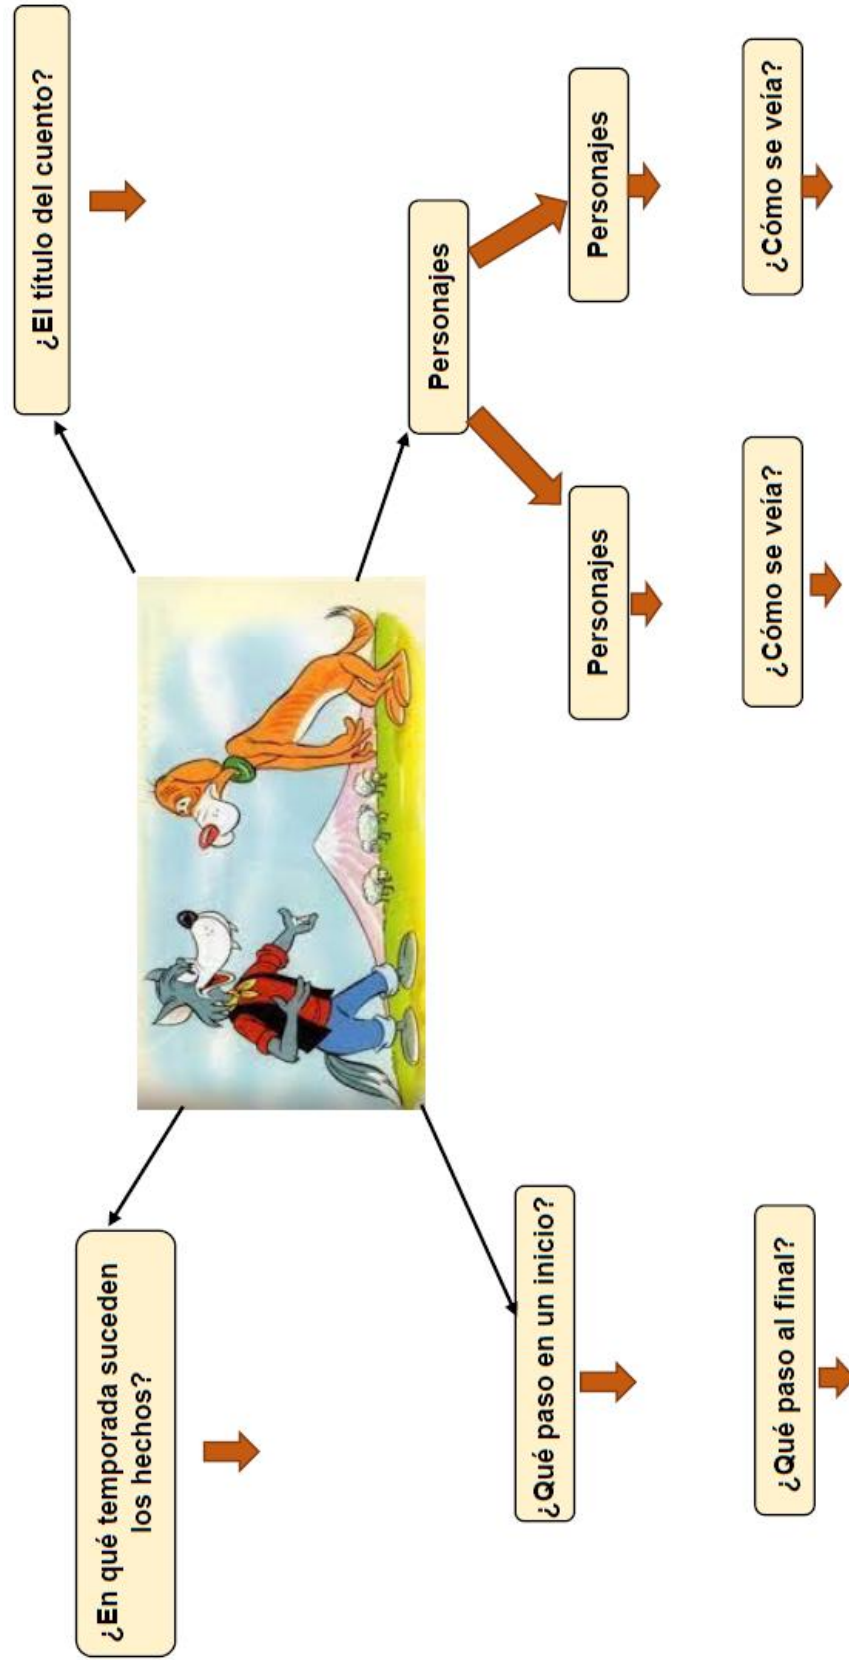 ¿En qué temporada suceden
los hechos?
¿El título del cuento?
Personajes
¿Qué paso en un inicio?
Personajes
Personajes
¿Qué paso al final?
¿Cómo se veía?
¿Cómo se veía?